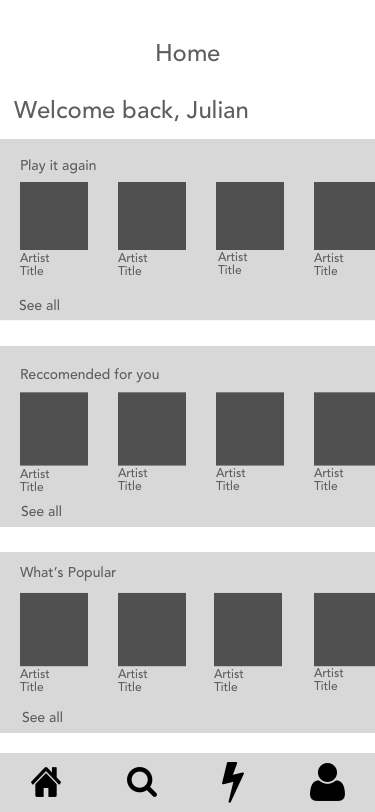 Home
Welcome back, Julian
Play it again
Artist Artist Artist Artist
Title Title Title Title
See all
Reccomended for you
Artist Artist Artist Artist
Title Title Title Title
See all
What's Popular
Artist Artist Artist Artist
Title Title Title Title
See all